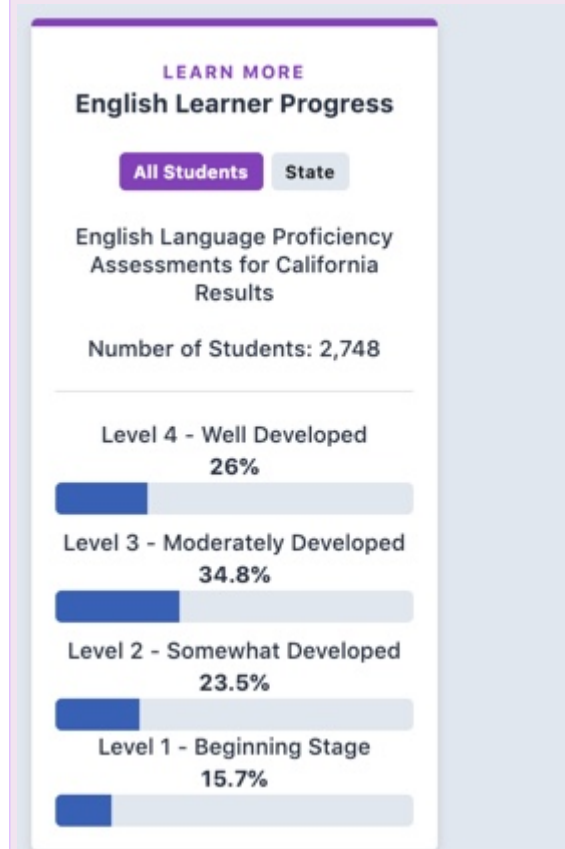 LEARN MORE
English Learner Progress
All Students State
English Language Proficiency
Assessments for California
Results
Number of Students: 2,748
Level 4 - Well Developed
26%
Level 3 - Moderately Developed
34.8%
Level 2 - Somewhat Developed
23.5%
Level 1 - Beginning Stage
15.7%